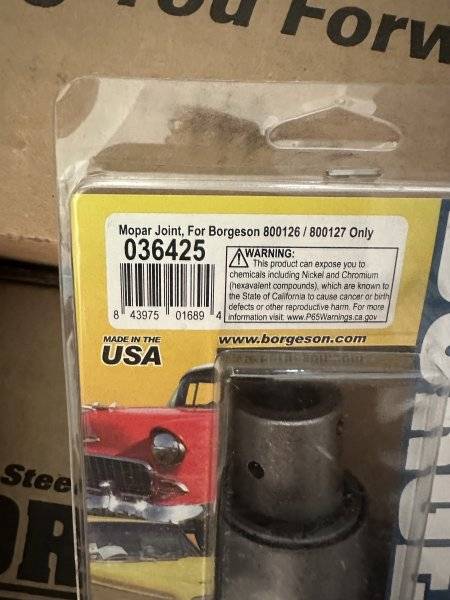 You Forw
Mopar Joint, For Borgeson 800126 / 800127 Only
036425
WARNING:
This product can expose you to
chemicals including Nickel and Chromium
(hexavalent compounds), which are known to
the State of California to cause cancer or birth
defects or other reproductive harm. For more
information visit: www.P65Warnings.ca.gov
8 43975 01689 4
MADE IN THE
USA
www.borgeson.com
Stee
OR